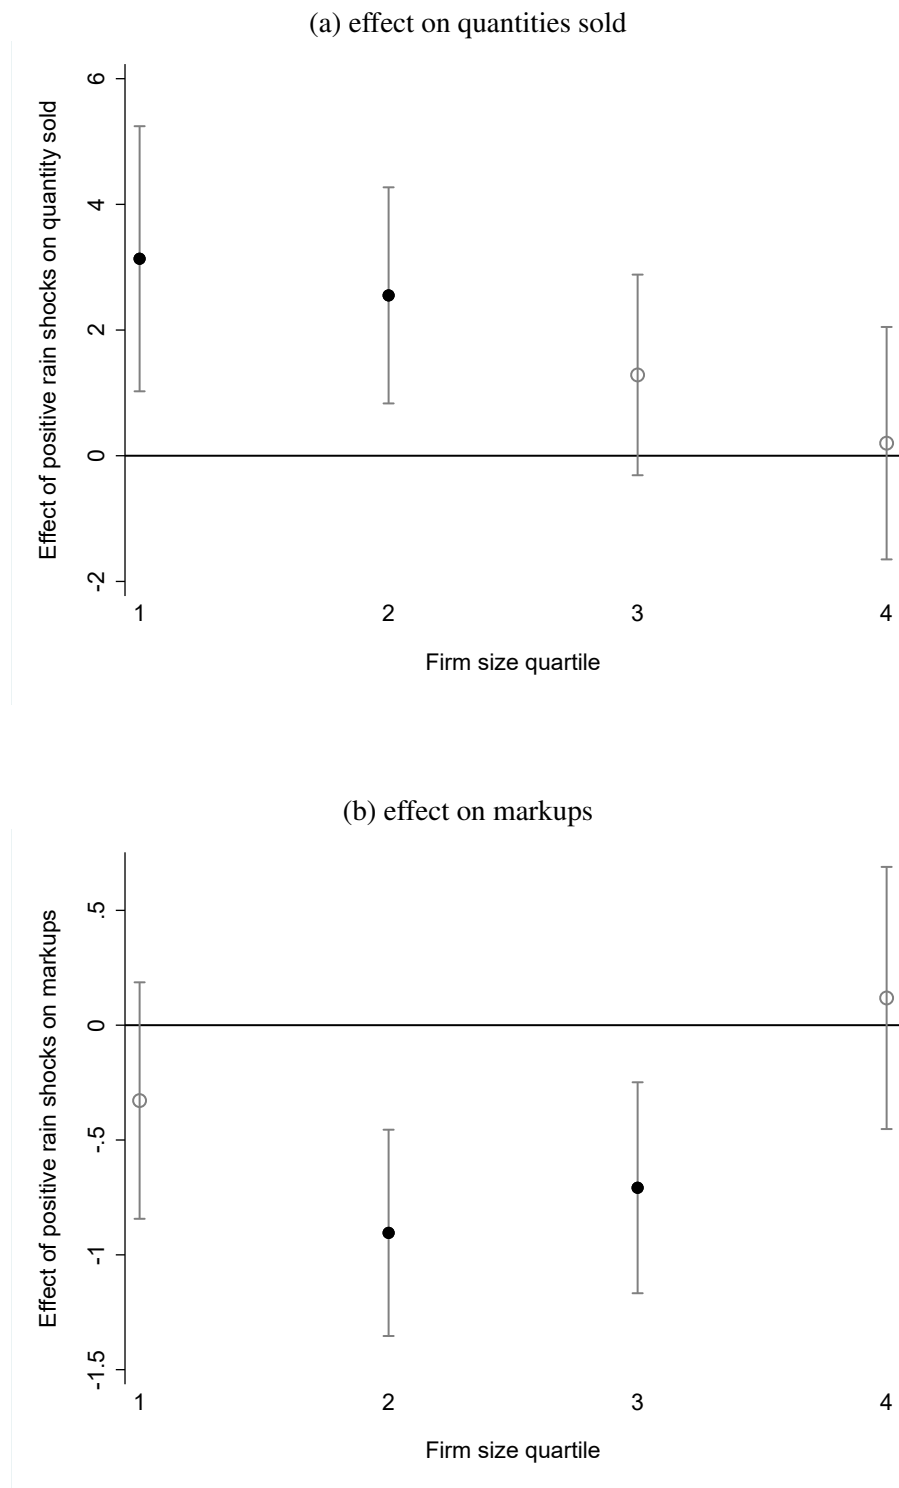 (a) effect on quantities sold
Effect of positive rain shocks on quantity sold
6
4
2
0
-2
1 2 3 4
Firm size quartile
(b) effect on markups
Effect of positive rain shocks on markups
.5
0
-.5
-1
-1.5
1 2 3 4
Firm size quartile